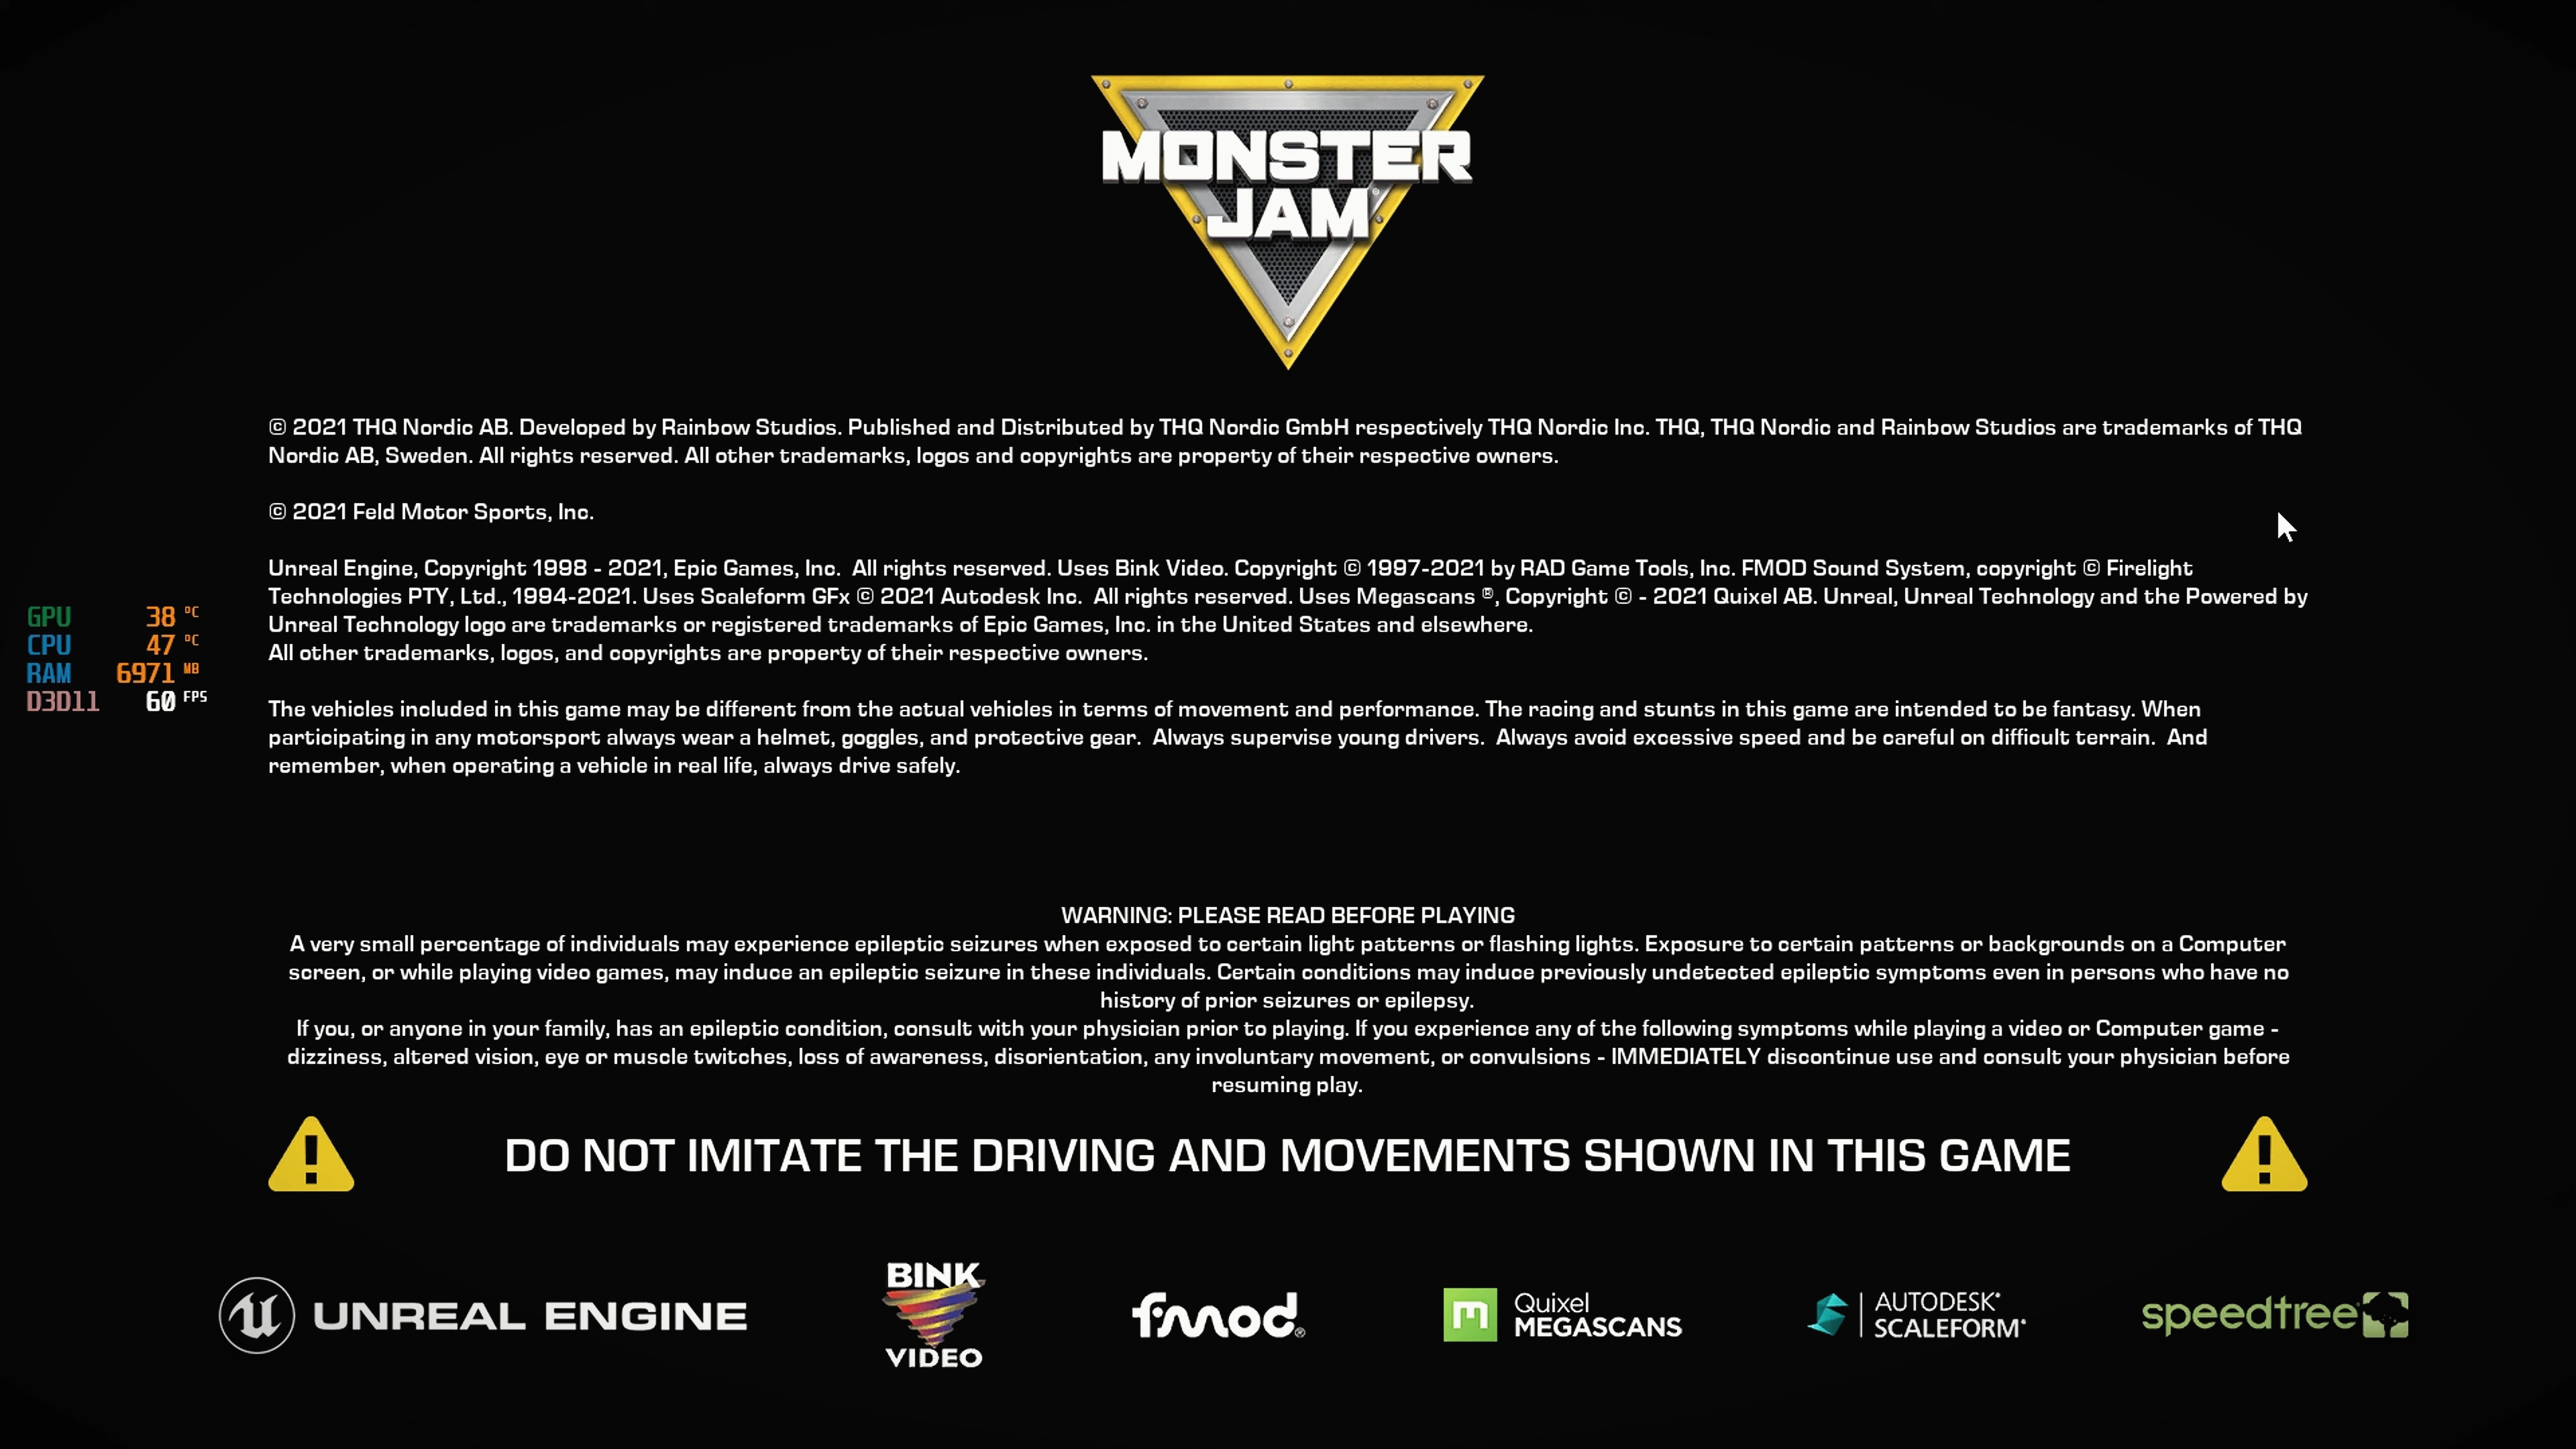 MONSTER
JAM
© 2021 THQ Nordic AB. Developed by Rainbow Studios. Published and Distributed by THQ Nordic GmbH respectively THQ Nordic Inc. THQ, THQ Nordic and Rainbow Studios are trademarks of THQ
Nordic AB, Sweden. All rights reserved. All other trademarks, logos and copyrights are property of their respective owners.
© 2021 Feld Motor Sports, Inc.
Unreal Engine, Copyright 1998 - 2021, Epic Games, Inc.  All rights reserved. Uses Bink Video. Copyright © 1997-2021 by RAD Game Tools, Inc. FMOD Sound System, copyright © Firelight
Technologies PTY, Ltd., 1994-2021. Uses Scaleform GFx © 2021 Autodesk Inc.  All rights reserved. Uses Megascans ®, Copyright © - 2021 Quixel AB. Unreal, Unreal Technology and the Powered by
Unreal Technology logo are trademarks or registered trademarks of Epic Games, Inc. in the United States and elsewhere.
All other trademarks, logos, and copyrights are property of their respective owners.
GPU 38 °C
CPU 47 °C
RAM 6971 MB
D3D11 60 FPS
The vehicles included in this game may be different from the actual vehicles in terms of movement and performance. The racing and stunts in this game are intended to be fantasy. When
participating in any motorsport always wear a helmet, goggles, and protective gear.  Always supervise young drivers.  Always avoid excessive speed and be careful on difficult terrain.  And
remember, when operating a vehicle in real life, always drive safely.
WARNING: PLEASE READ BEFORE PLAYING
A very small percentage of individuals may experience epileptic seizures when exposed to certain light patterns or flashing lights. Exposure to certain patterns or backgrounds on a Computer
screen, or while playing video games, may induce an epileptic seizure in these individuals. Certain conditions may induce previously undetected epileptic symptoms even in persons who have no
history of prior seizures or epilepsy.
If you, or anyone in your family, has an epileptic condition, consult with your physician prior to playing. If you experience any of the following symptoms while playing a video or Computer game -
dizziness, altered vision, eye or muscle twitches, loss of awareness, disorientation, any involuntary movement, or convulsions - IMMEDIATELY discontinue use and consult your physician before
resuming play.
DO NOT IMITATE THE DRIVING AND MOVEMENTS SHOWN IN THIS GAME
UNREAL ENGINE
BINK
VIDEO
fmod®
Quixel
MEGASCANS
AUTODESK®
SCALEFORM®
speedtree